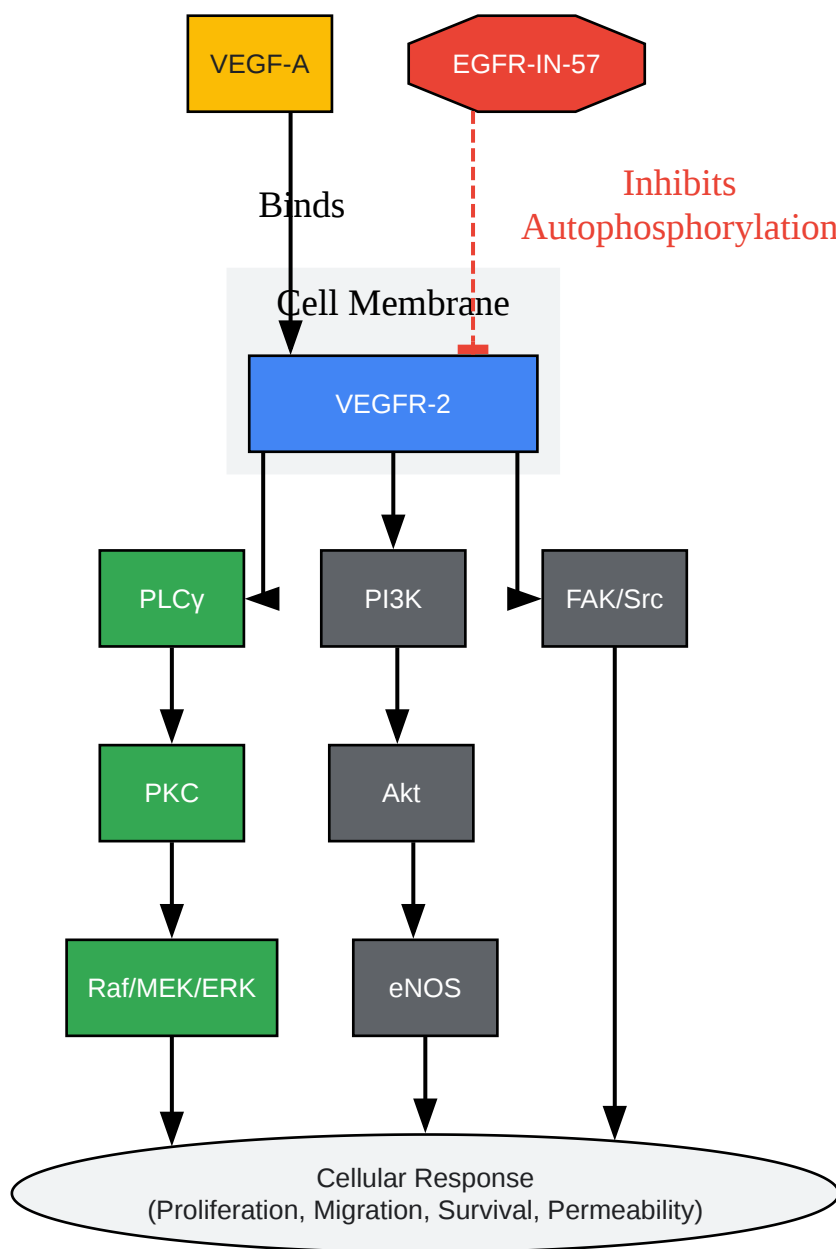 VEGF-A
EGFR-IN-57
Inhibits
Autophosphorylation
Binds
Cell Membrane
VEGFR-2
PLCγ
PI3K
FAK/Src
PKC
Akt
Raf/MEK/ERK
eNOS
Cellular Response
(Proliferation, Migration, Survival, Permeability)